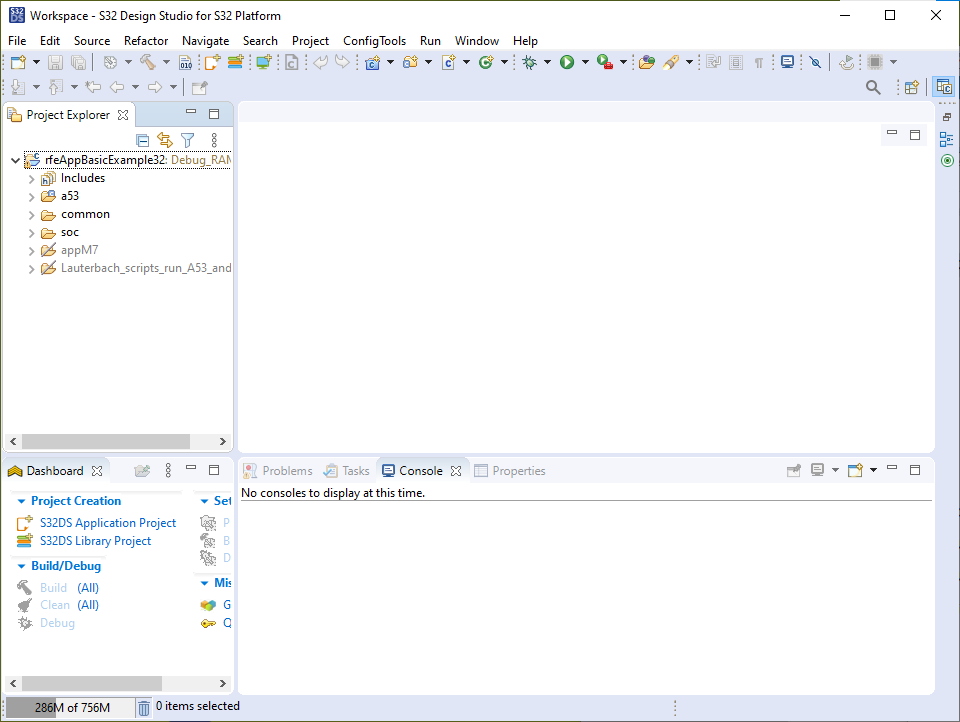 Workspace - S32 Design Studio for S32 Platform
File Edit Source Refactor Navigate Search Project ConfigTools Run Window Help
Project Explorer
rfeAppBasicExample32: Debug_RAM
Includes
a53
common
soc
appM7
Lauterbach_scripts_run_A53_and
Dashboard
Project Creation
S32DS Application Project
S32DS Library Project
Build/Debug
Build (All)
Clean (All)
Debug
Set
P
B
D
Mis
G
Q
Problems Tasks Console Properties
No consoles to display at this time.
286M of 756M
0 items selected